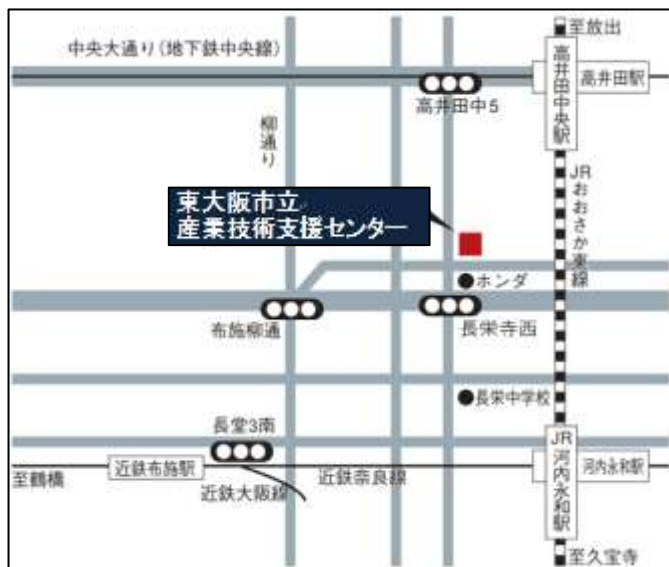 至放出
中央大通り(地下鉄中央線)
高井田中央駅
高井田駅
高井田中5
柳通り
JRおおさか東線
東大阪市立
産業技術支援センター
ホンダ
布施柳通
長栄寺西
長栄中学校
長堂3南
JR河内永和駅
近鉄布施駅
近鉄奈良線
河内永和駅
至鶴橋
近鉄大阪線
至久宝寺